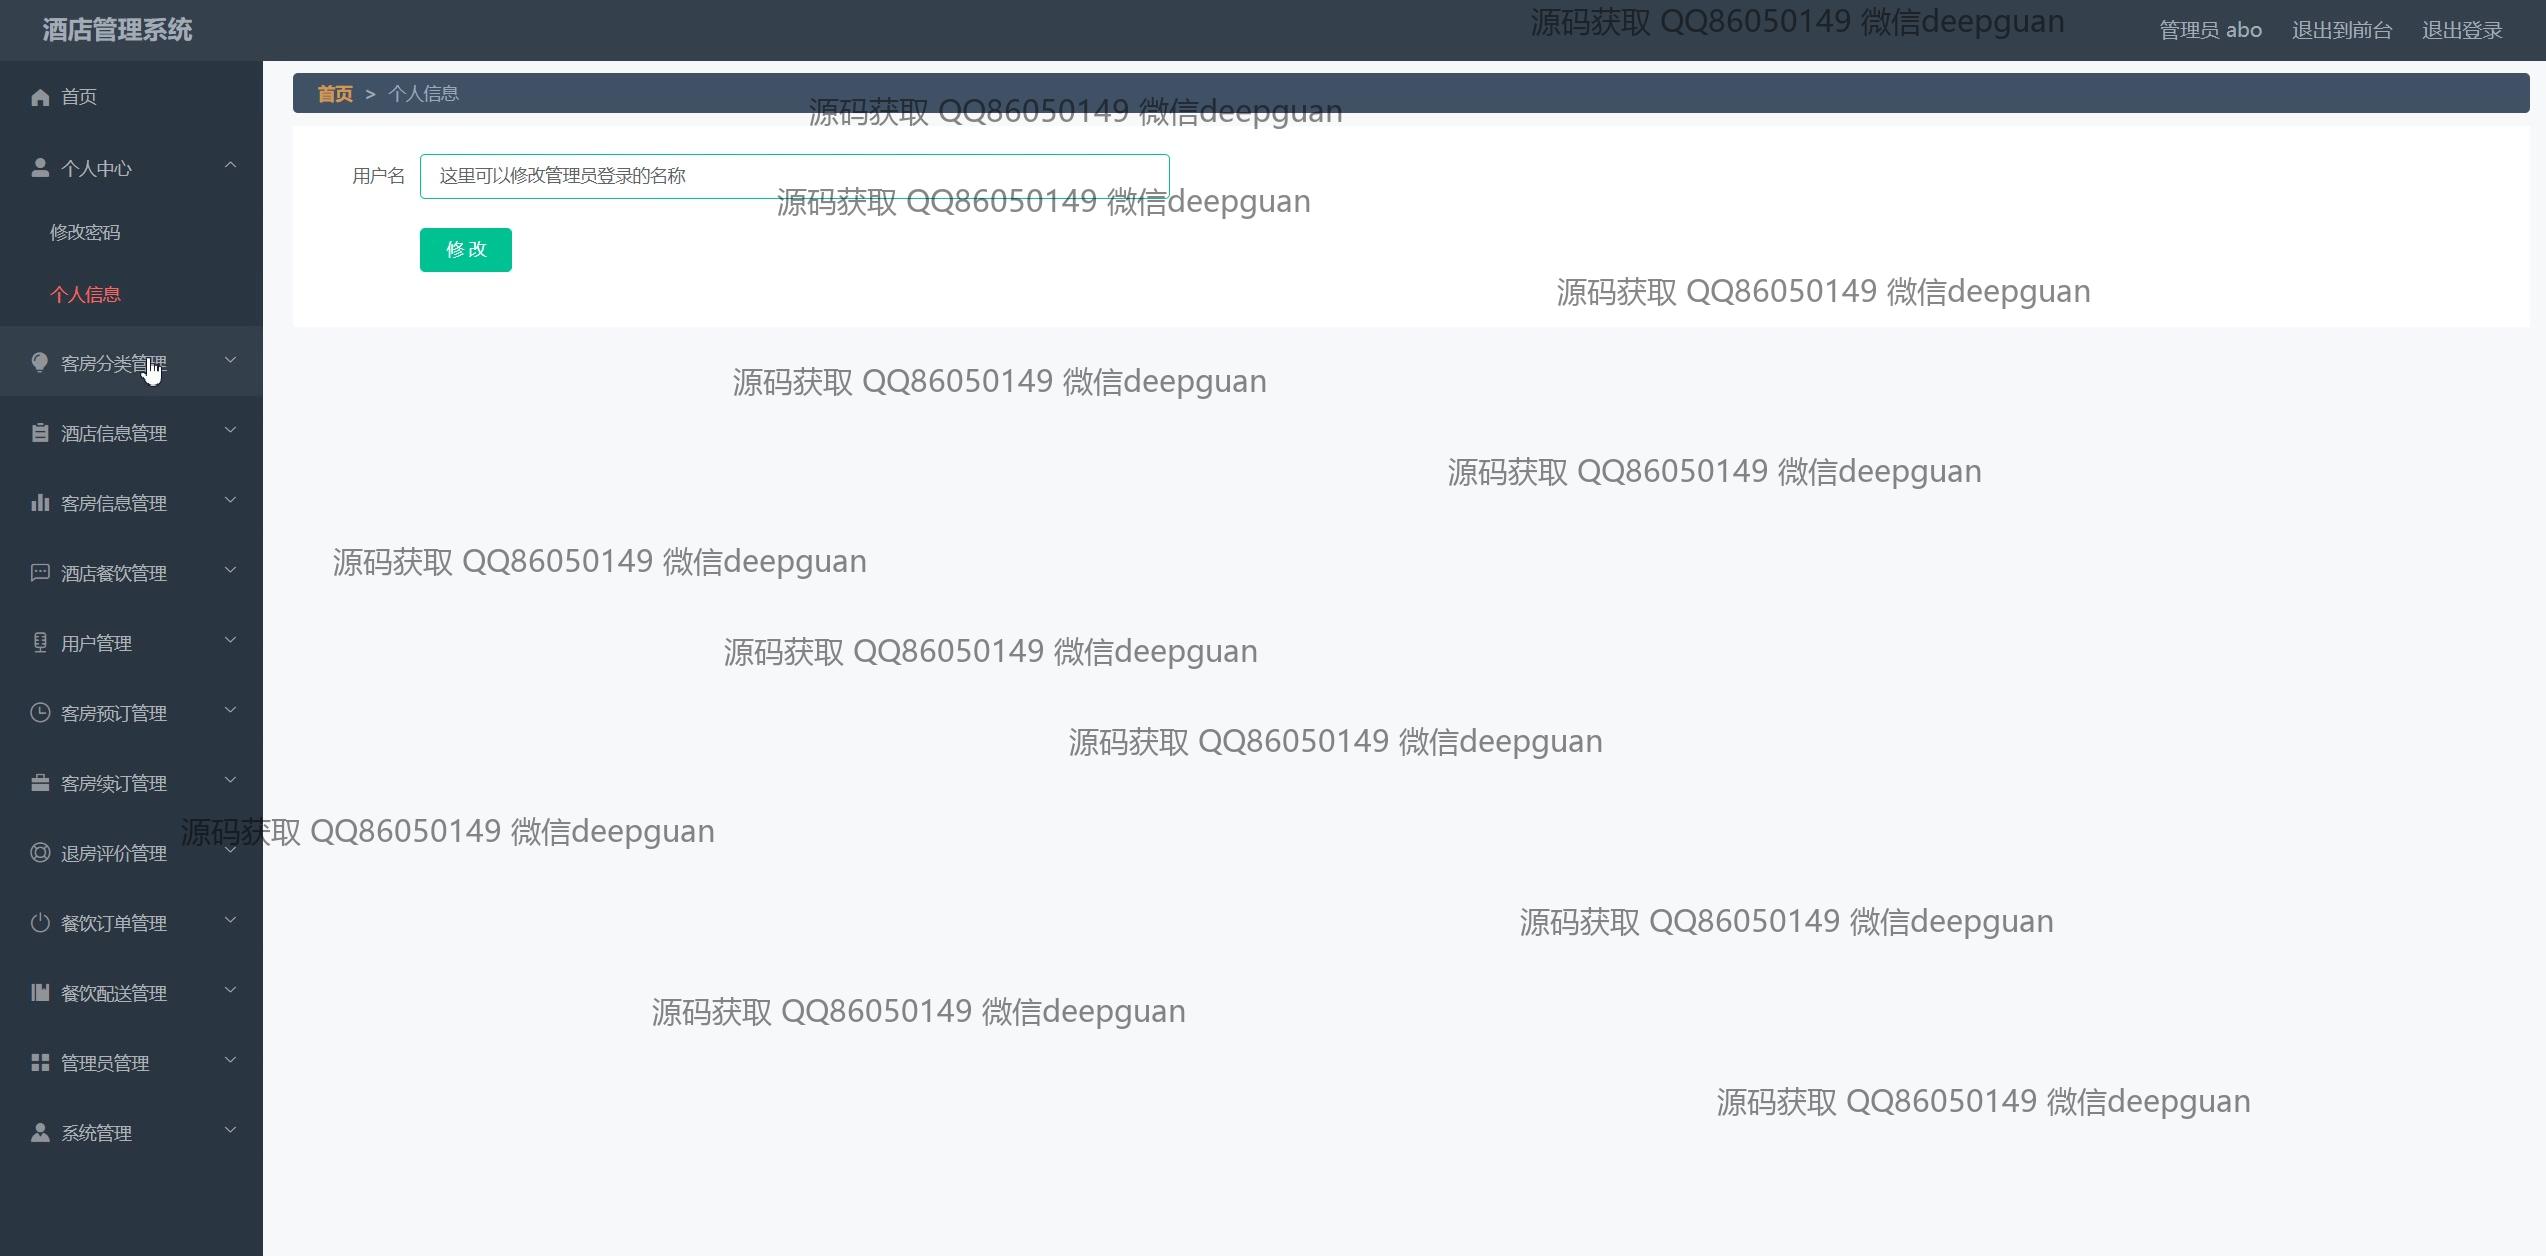 酒店管理系统
源码获取 QQ86050149 微信deepguan
管理员 abo 退出到前台 退出登录
首页
首页 > 个人信息
源码获取 QQ86050149 微信deepguan
个人中心
用户名 这里可以修改管理员登录的名称
源码获取 QQ86050149 微信deepguan
修改密码
修 改
个人信息
源码获取 QQ86050149 微信deepguan
客房分类管理
源码获取 QQ86050149 微信deepguan
酒店信息管理
源码获取 QQ86050149 微信deepguan
客房信息管理
源码获取 QQ86050149 微信deepguan
酒店餐饮管理
用户管理
源码获取 QQ86050149 微信deepguan
客房预订管理
源码获取 QQ86050149 微信deepguan
客房续订管理
源码获取 QQ86050149 微信deepguan
退房评价管理
餐饮订单管理
源码获取 QQ86050149 微信deepguan
餐饮配送管理
源码获取 QQ86050149 微信deepguan
管理员管理
源码获取 QQ86050149 微信deepguan
系统管理